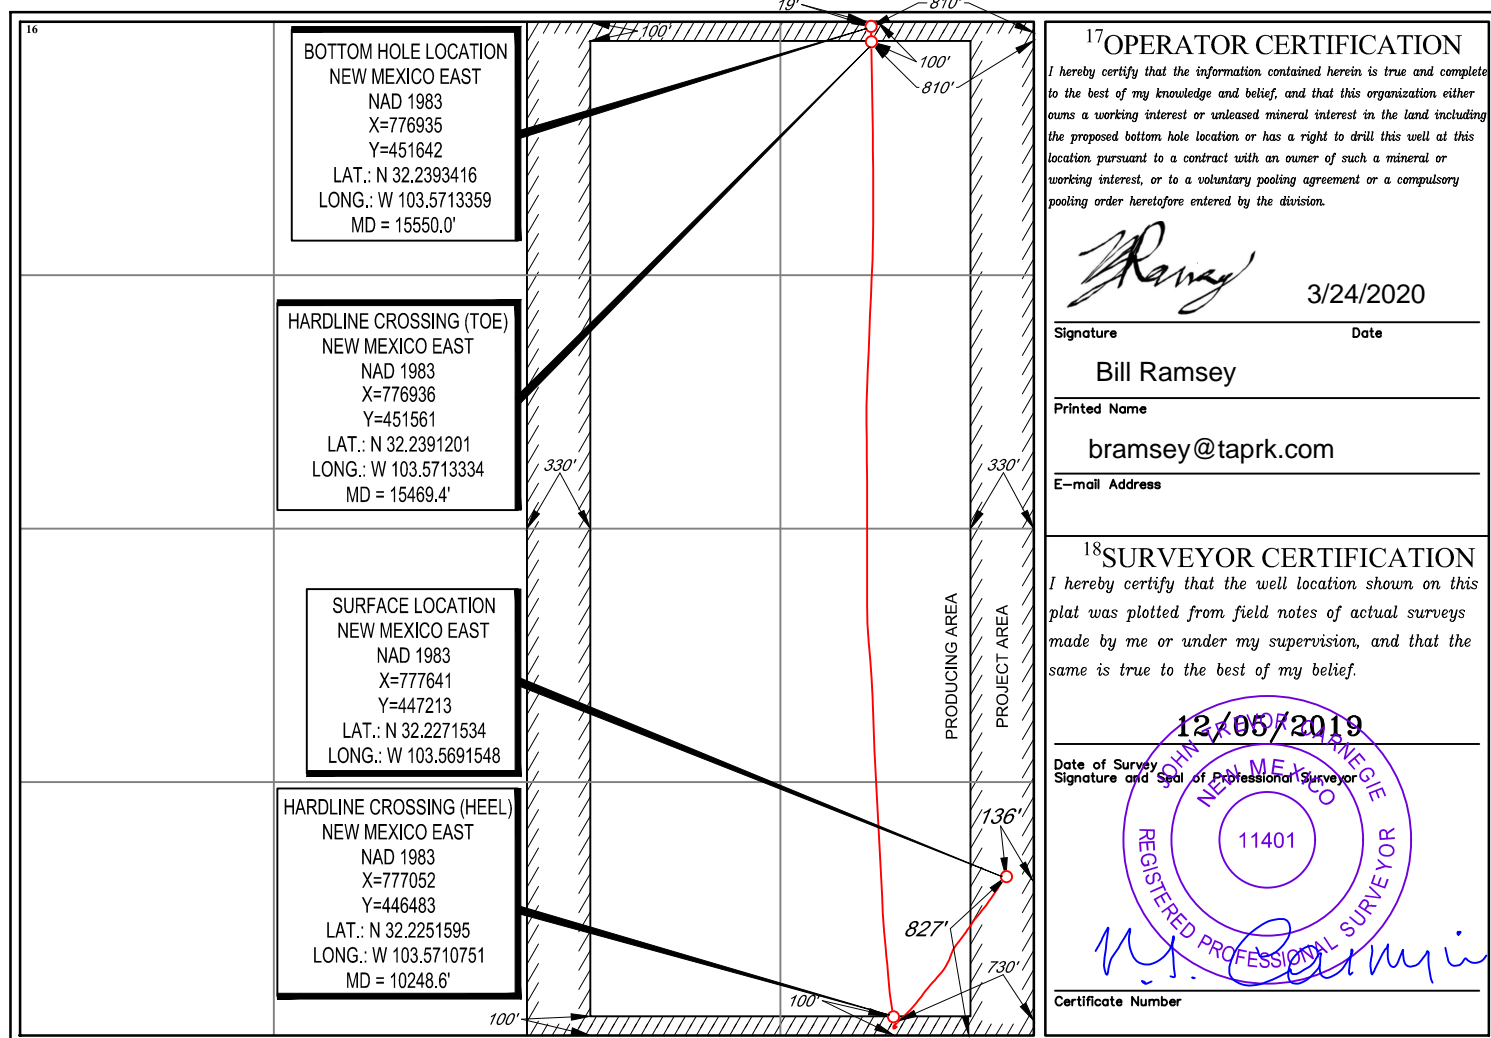 16
19'
810'
100'
100'
810'
BOTTOM HOLE LOCATION
NEW MEXICO EAST
NAD 1983
X=776935
Y=451642
LAT.: N 32.2393416
LONG.: W 103.5713359
MD = 15550.0'
HARDLINE CROSSING (TOE)
NEW MEXICO EAST
NAD 1983
X=776936
Y=451561
LAT.: N 32.2391201
LONG.: W 103.5713334
MD = 15469.4'
330'
330'
SURFACE LOCATION
NEW MEXICO EAST
NAD 1983
X=777641
Y=447213
LAT.: N 32.2271534
LONG.: W 103.5691548
PRODUCING AREA
PROJECT AREA
HARDLINE CROSSING (HEEL)
NEW MEXICO EAST
NAD 1983
X=777052
Y=446483
LAT.: N 32.2251595
LONG.: W 103.5710751
MD = 10248.6'
136'
827'
730'
100'
100'
17 OPERATOR CERTIFICATION
I hereby certify that the information contained herein is true and complete
to the best of my knowledge and belief, and that this organization either
owns a working interest or unleased mineral interest in the land including
the proposed bottom hole location or has a right to drill this well at this
location pursuant to a contract with an owner of such a mineral or
working interest, or to a voluntary pooling agreement or a compulsory
pooling order heretofore entered by the division.
3/24/2020
Signature Date
Bill Ramsey
Printed Name
bramsey@taprk.com
E-mail Address
18 SURVEYOR CERTIFICATION
I hereby certify that the well location shown on this
plat was plotted from field notes of actual surveys
made by me or under my supervision, and that the
same is true to the best of my belief.
12/05/2019
Date of Survey
Signature and Seal of Professional Surveyor
JOHN TREVOR CARNEGIE
NEW MEXICO
11401
REGISTERED PROFESSIONAL SURVEYOR
Certificate Number